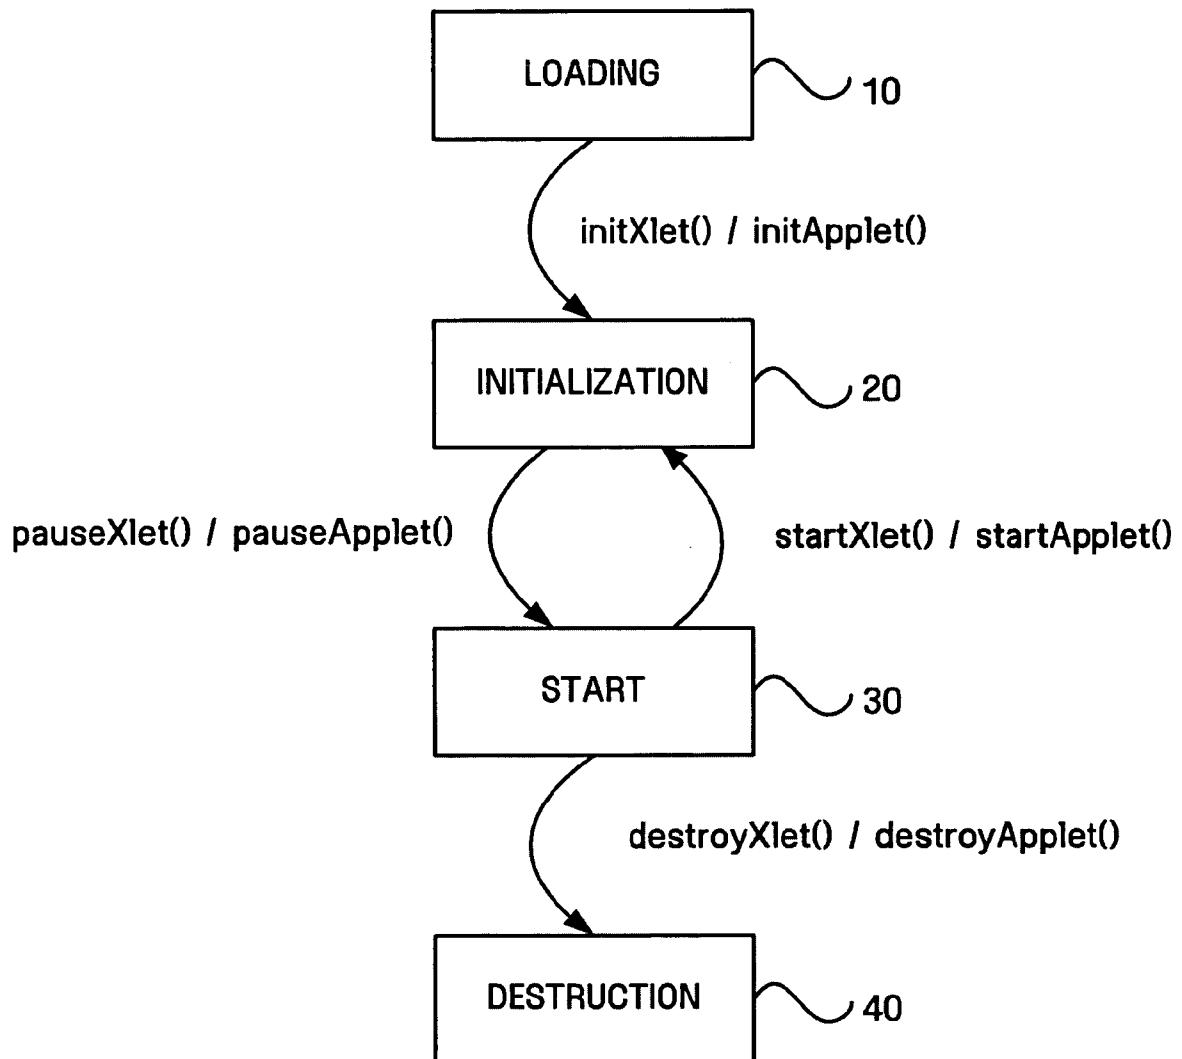 LOADING
10
initXlet() / initApplet()
INITIALIZATION
20
pauseXlet() / pauseApplet()
startXlet() / startApplet()
START
30
destroyXlet() / destroyApplet()
DESTRUCTION
40